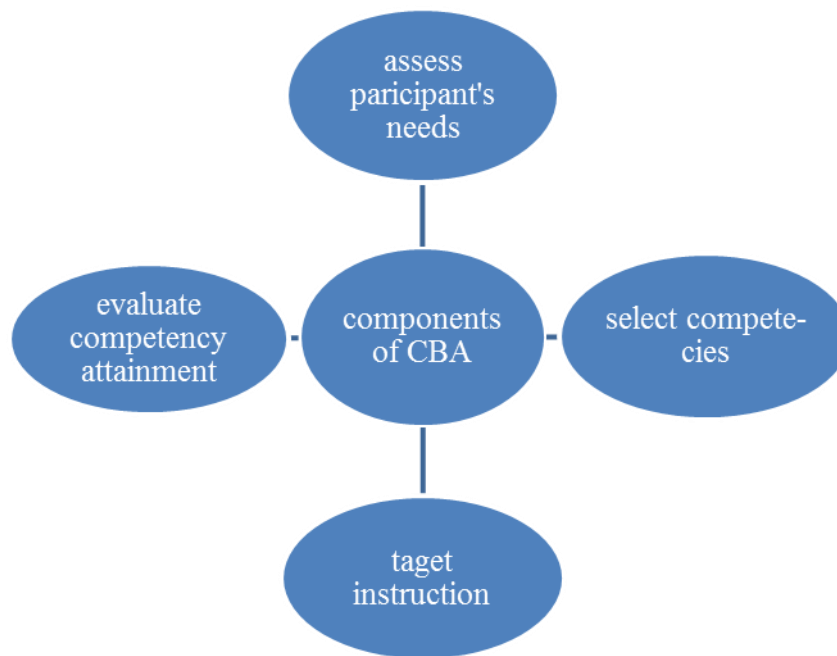 assess
paricipant's
needs
evaluate
competency
attainment
components
of CBA
select compete-
cies
taget
instruction